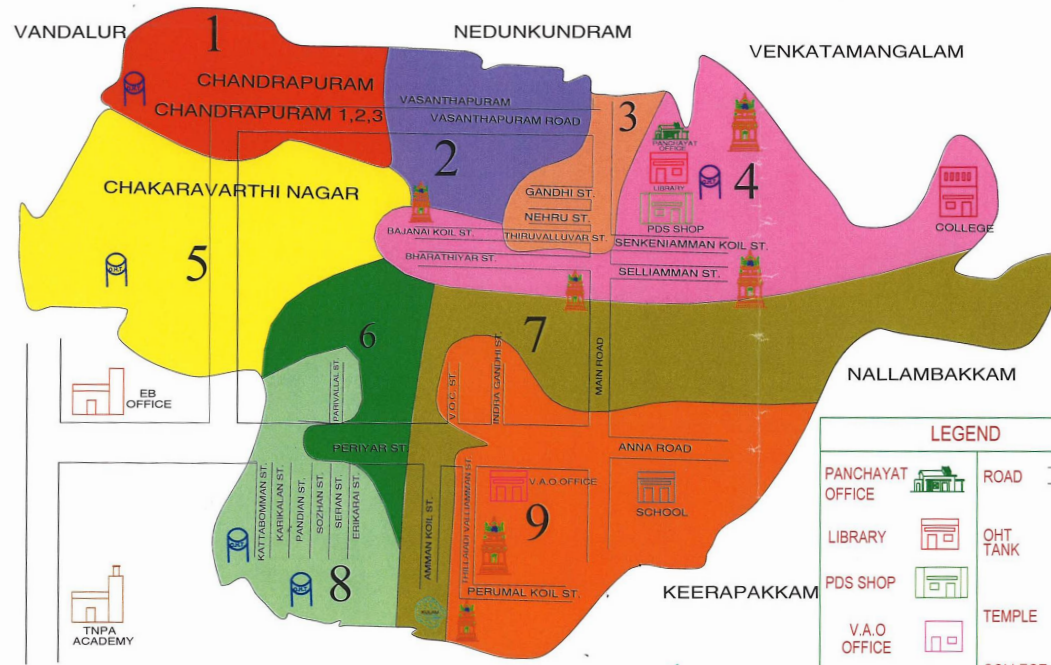 VANDALUR
NEDUNKUNDRAM
VENKATAMANGALAM
1
CHANDRAPURAM
CHANDRAPURAM 1,2,3
VASANTHAPURAM
VASANTHAPURAM ROAD
2
3
PANCHAYAT
OFFICE
LIBRARY
PDS SHOP
4
COLLEGE
CHAKARAVARTHI NAGAR
5
GANDHI ST.
NEHRU ST.
THIRUVALLUVAR ST.
BAJANAI KOIL ST.
BHARATHIYAR ST.
SENKENIAMMAN KOIL ST.
SELLIAMMAN ST.
6
7
EB
OFFICE
PARIVALLAL ST.
V.O.C. ST.
INDRA GANDHI ST.
MAIN ROAD
NALLAMBAKKAM
PERIYAR ST.
ANNA ROAD
KATTABOMMAN ST.
KARIKALAN ST.
PANDIAN ST.
SOZHAN ST.
SERAN ST.
ERIKARAI ST.
AMMAN KOIL ST.
V.A.O.OFFICE
SCHOOL
8
9
PERUMAL KOIL ST.
KEERAPAKKAM
TNPA
ACADEMY
LEGEND
PANCHAYAT
OFFICE
LIBRARY
PDS SHOP
V.A.O
OFFICE
ROAD
OHT
TANK
TEMPLE